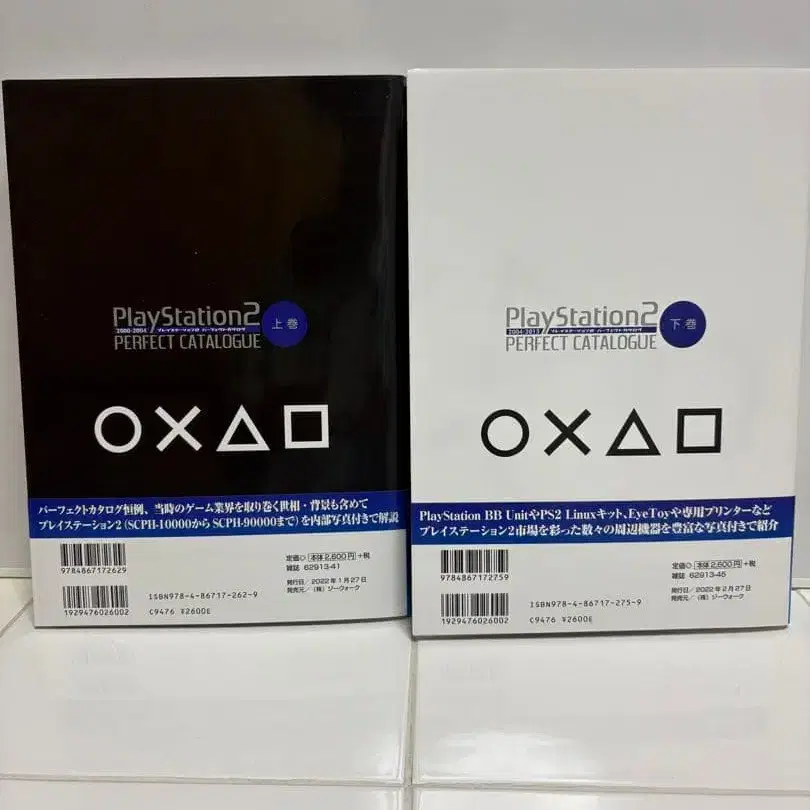 PlayStation2
2000-2004 プレイステーション2 パーフェクトカタログ
PERFECT CATALOGUE
上巻
パーフェクトカタログ恒例、当時のゲーム業界を取り巻く世相・背景も含めて
プレイステーション2(SCPH-10000から SCPH-90000まで)を内部写真付きで解説
9784867172629
1929476026002
定価◇ 本体2,600円 +税
雑誌 62913-41
発行日/2022年1月27日
発売元/(株)ジーウォーク
ISBN978-4-86717-262-9
C9476 ¥2600E
PlayStation2
2004-2013 プレイステーション2 パーフェクトカタログ
PERFECT CATALOGUE
下巻
PlayStation BB UnitやPS2 Linuxキット、EyeToyや専用プリンターなど
プレイステーション2市場を彩った数々の周辺機器を豊富な写真付きで紹介
9784867172759
1929476026002
定価◇ 本体2,600円 +税
雑誌 62913-45
発行日/2022年2月27日
発売元/(株)ジーウォーク
ISBN978-4-86717-275-9
C9476 ¥2600E